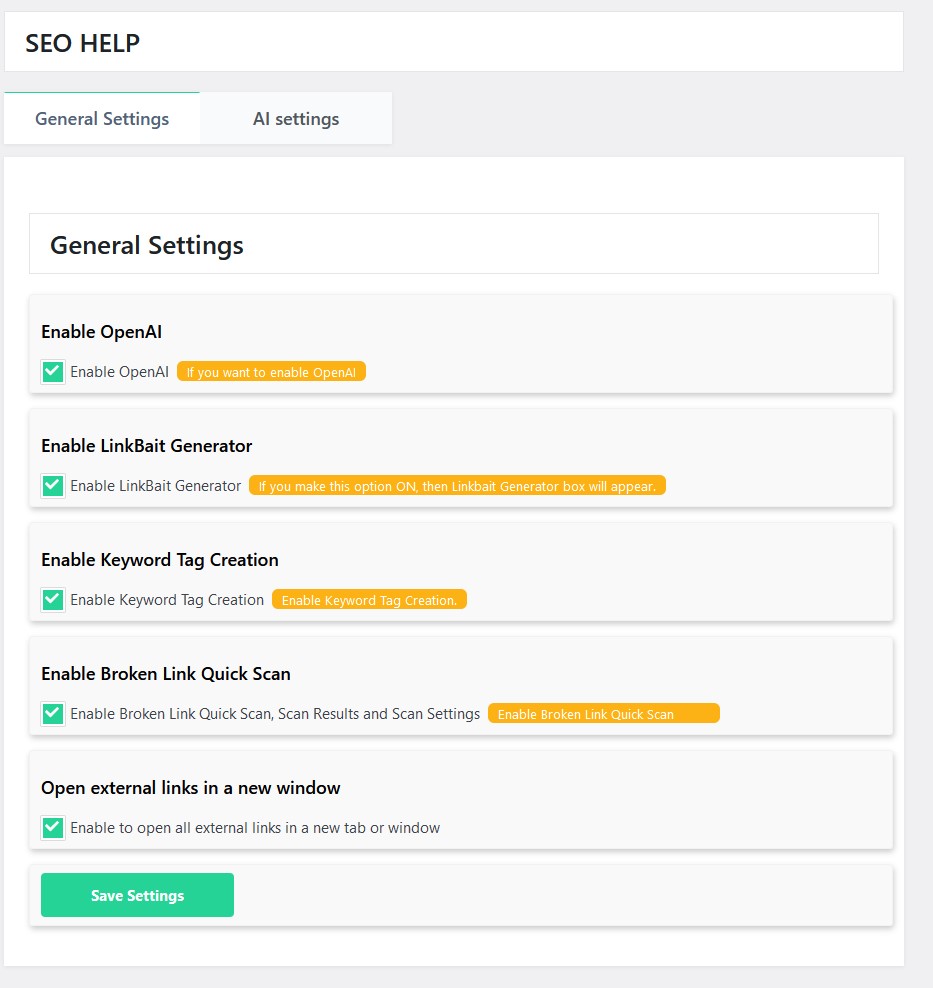 SEO HELP
General Settings AI settings
General Settings
Enable OpenAI
Enable OpenAI If you want to enable OpenAI
Enable LinkBait Generator
Enable LinkBait Generator If you make this option ON, then Linkbait Generator box will appear.
Enable Keyword Tag Creation
Enable Keyword Tag Creation Enable Keyword Tag Creation.
Enable Broken Link Quick Scan
Enable Broken Link Quick Scan, Scan Results and Scan Settings Enable Broken Link Quick Scan
Open external links in a new window
Enable to open all external links in a new tab or window
Save Settings